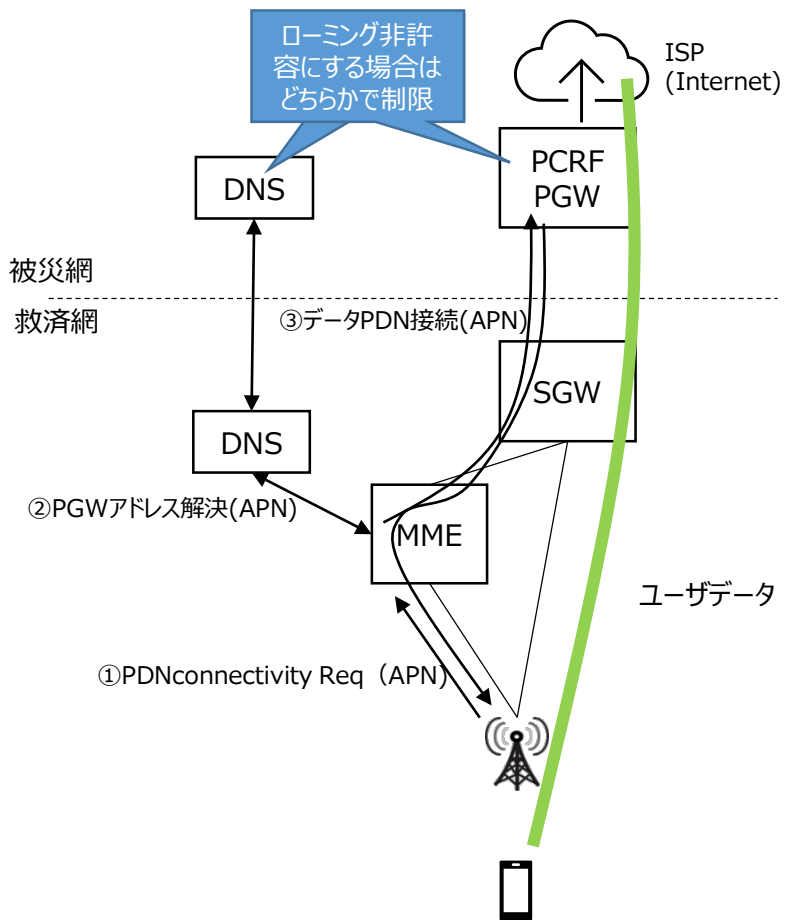 ローミング非許
容にする場合は
どちらかで制限
ISP
(Internet)
DNS
PCRF
PGW
被災網
救済網
③データPDN接続(APN)
SGW
DNS
②PGWアドレス解決(APN)
MME
ユーザデータ
①PDNconnectivity Req（APN）